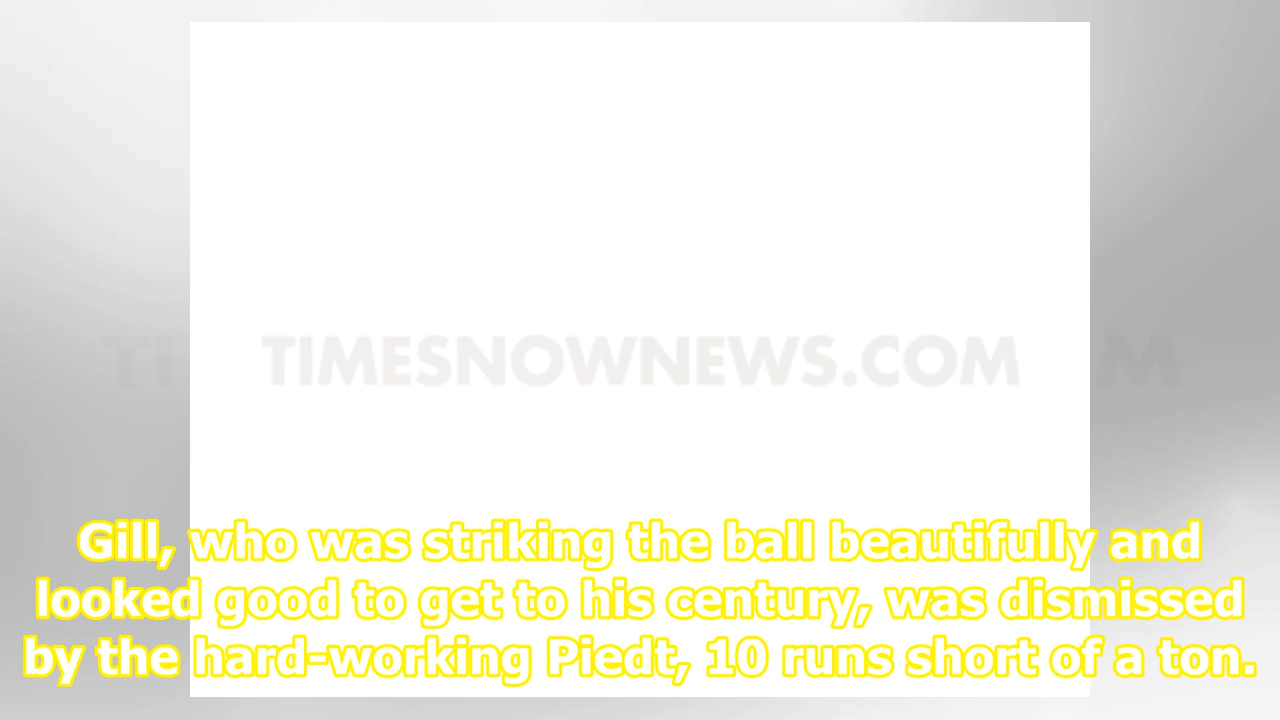 TIMESNOWNEWS.COM
Gill, who was striking the ball beautifully and
looked good to get to his century, was dismissed
by the hard-working Piedt, 10 runs short of a ton.